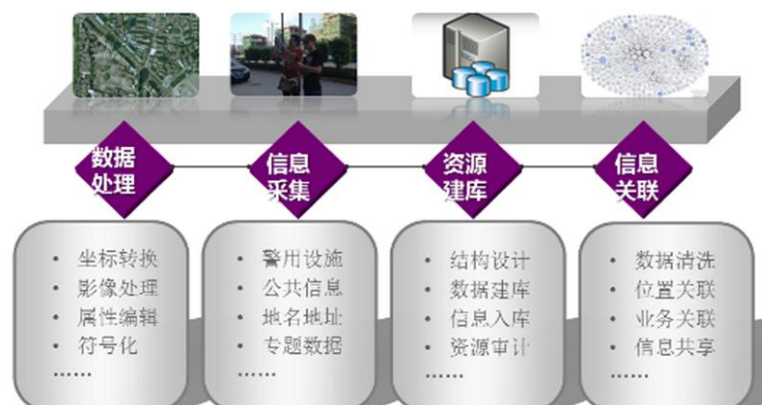 数据
处理
信息
采集
资源
建库
信息
关联
• 坐标转换
• 影像处理
• 属性编辑
• 符号化
……
• 警用设施
• 公共信息
• 地名地址
• 专题数据
……
• 结构设计
• 数据建库
• 信息入库
• 资源审计
……
• 数据清洗
• 位置关联
• 业务关联
• 信息共享
……